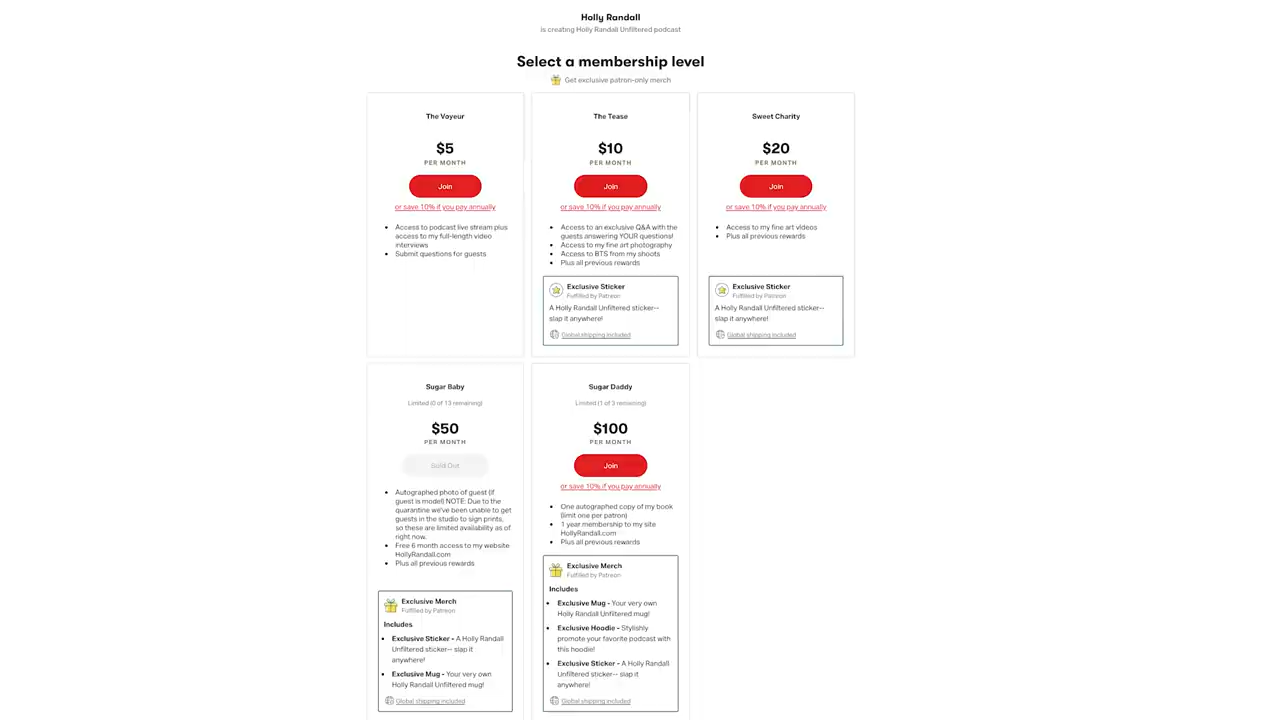 Holly Randall
is creating Holly Randall Unfiltered podcast
Select a membership level
Get exclusive patron-only merch
The Voyeur
$5
PER MONTH
Join
or save 10% if you pay annually
Access to podcast live stream plus
access to my full-length video
interviews
Submit questions for guests
The Tease
$10
PER MONTH
Join
or save 10% if you pay annually
Access to an exclusive Q&A with the
guests answering YOUR questions!
Access to my fine art photography
Access to BTS from my shoots
Plus all previous rewards
Exclusive Sticker
Fulfilled by Patreon
A Holly Randall Unfiltered sticker--
slap it anywhere!
Global shipping included
Sweet Charity
$20
PER MONTH
Join
or save 10% if you pay annually
Access to my fine art videos
Plus all previous rewards
Exclusive Sticker
Fulfilled by Patreon
A Holly Randall Unfiltered sticker--
slap it anywhere!
Global shipping included
Sugar Baby
Limited (0 of 13 remaining)
$50
PER MONTH
Sold Out
Autographed photo of guest (if
guest is model) NOTE: Due to the
quarantine we've been unable to get
guests in the studio to sign prints,
so these are limited availability as of
right now.
Free 6 month access to my website
HollyRandall.com
Plus all previous rewards
Exclusive Merch
Fulfilled by Patreon
Includes
Exclusive Sticker - A Holly Randall
Unfiltered sticker-- slap it
anywhere!
Exclusive Mug - Your very own
Holly Randall Unfiltered mug!
Global shipping included
Sugar Daddy
Limited (1 of 3 remaining)
$100
PER MONTH
Join
or save 10% if you pay annually
One autographed copy of my book
(limit one per patron)
1 year membership to my site
HollyRandall.com
Plus all previous rewards
Exclusive Merch
Fulfilled by Patreon
Includes
Exclusive Mug - Your very own
Holly Randall Unfiltered mug!
Exclusive Hoodie - Stylishly
promote your favorite podcast with
this hoodie!
Exclusive Sticker - A Holly Randall
Unfiltered sticker-- slap it
anywhere!
Global shipping included